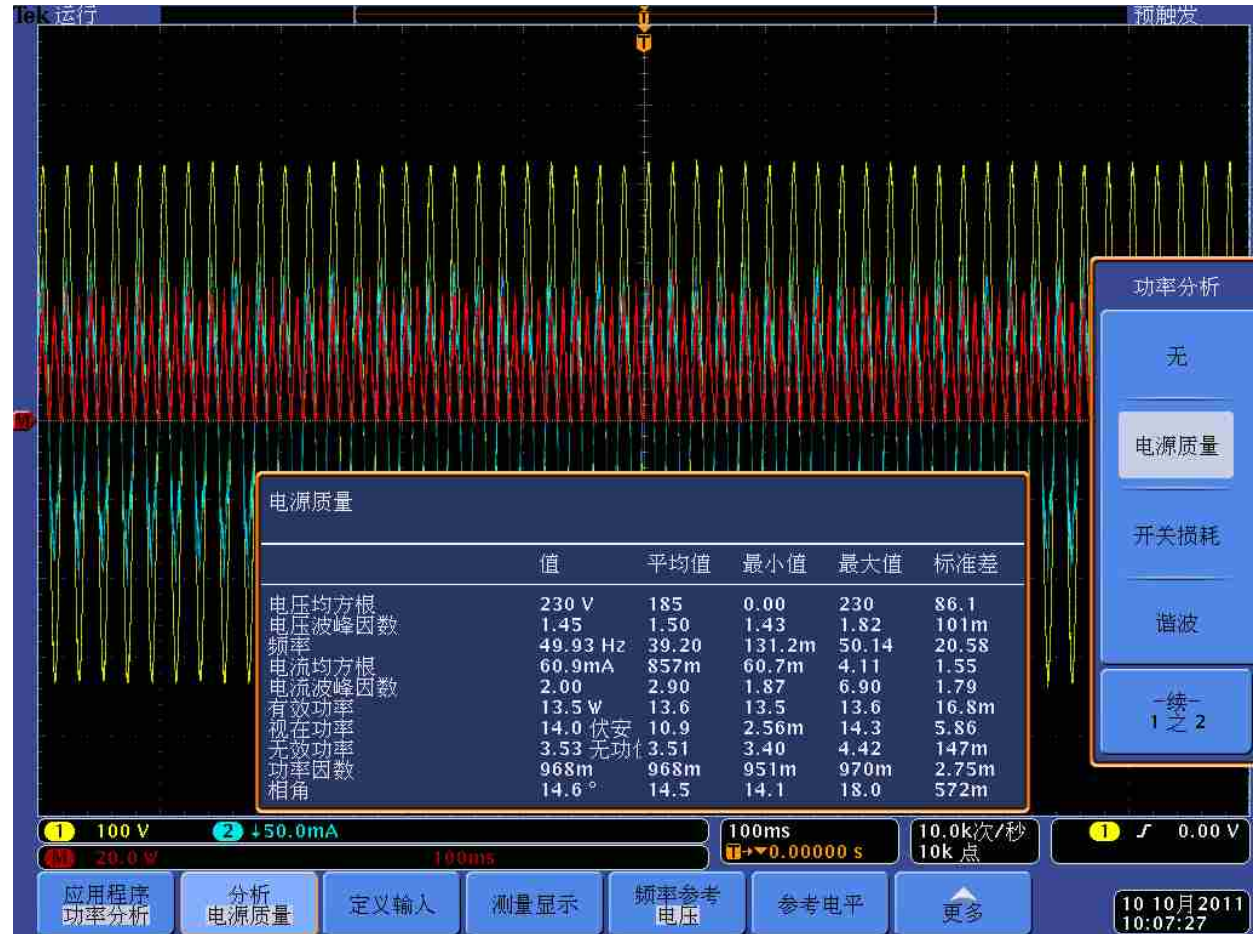 Tek 运行 预触发
T
T
M
功率分析
无
电源质量
开关损耗
谐波
-续-
1 之 2
电源质量
值 平均值 最小值 最大值 标准差
电压均方根 230 V 185 0.00 230 86.1
电压波峰因数 1.45 1.50 1.43 1.82 101m
频率 49.93 Hz 39.20 131.2m 50.14 20.58
电流均方根 60.9mA 857m 60.7m 4.11 1.55
电流波峰因数 2.00 2.90 1.87 6.90 1.79
有效功率 13.5 W 13.6 13.5 13.6 16.8m
视在功率 14.0 伏安 10.9 2.56m 14.3 5.86
无效功率 3.53 无功 3.51 3.40 4.42 147m
功率因数 968m 968m 951m 970m 2.75m
相角 14.6 ° 14.5 14.1 18.0 572m
1 100 V 2 ↓50.0mA 100ms 10.0k次/秒 1 ∫ 0.00 V
M 20.0 W 100ms T→▼0.00000 s 10k 点
应用程序 功率分析
分析 电源质量
定义输入
测量显示
频率参考 电压
参考电平
更多
10 10月2011
10:07:27